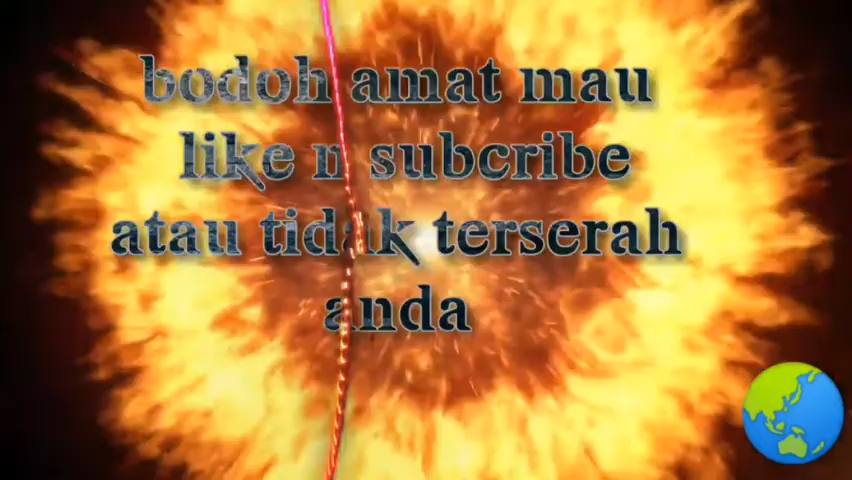 bodoh amat mau
like n subcribe
atau tidak terserah
anda